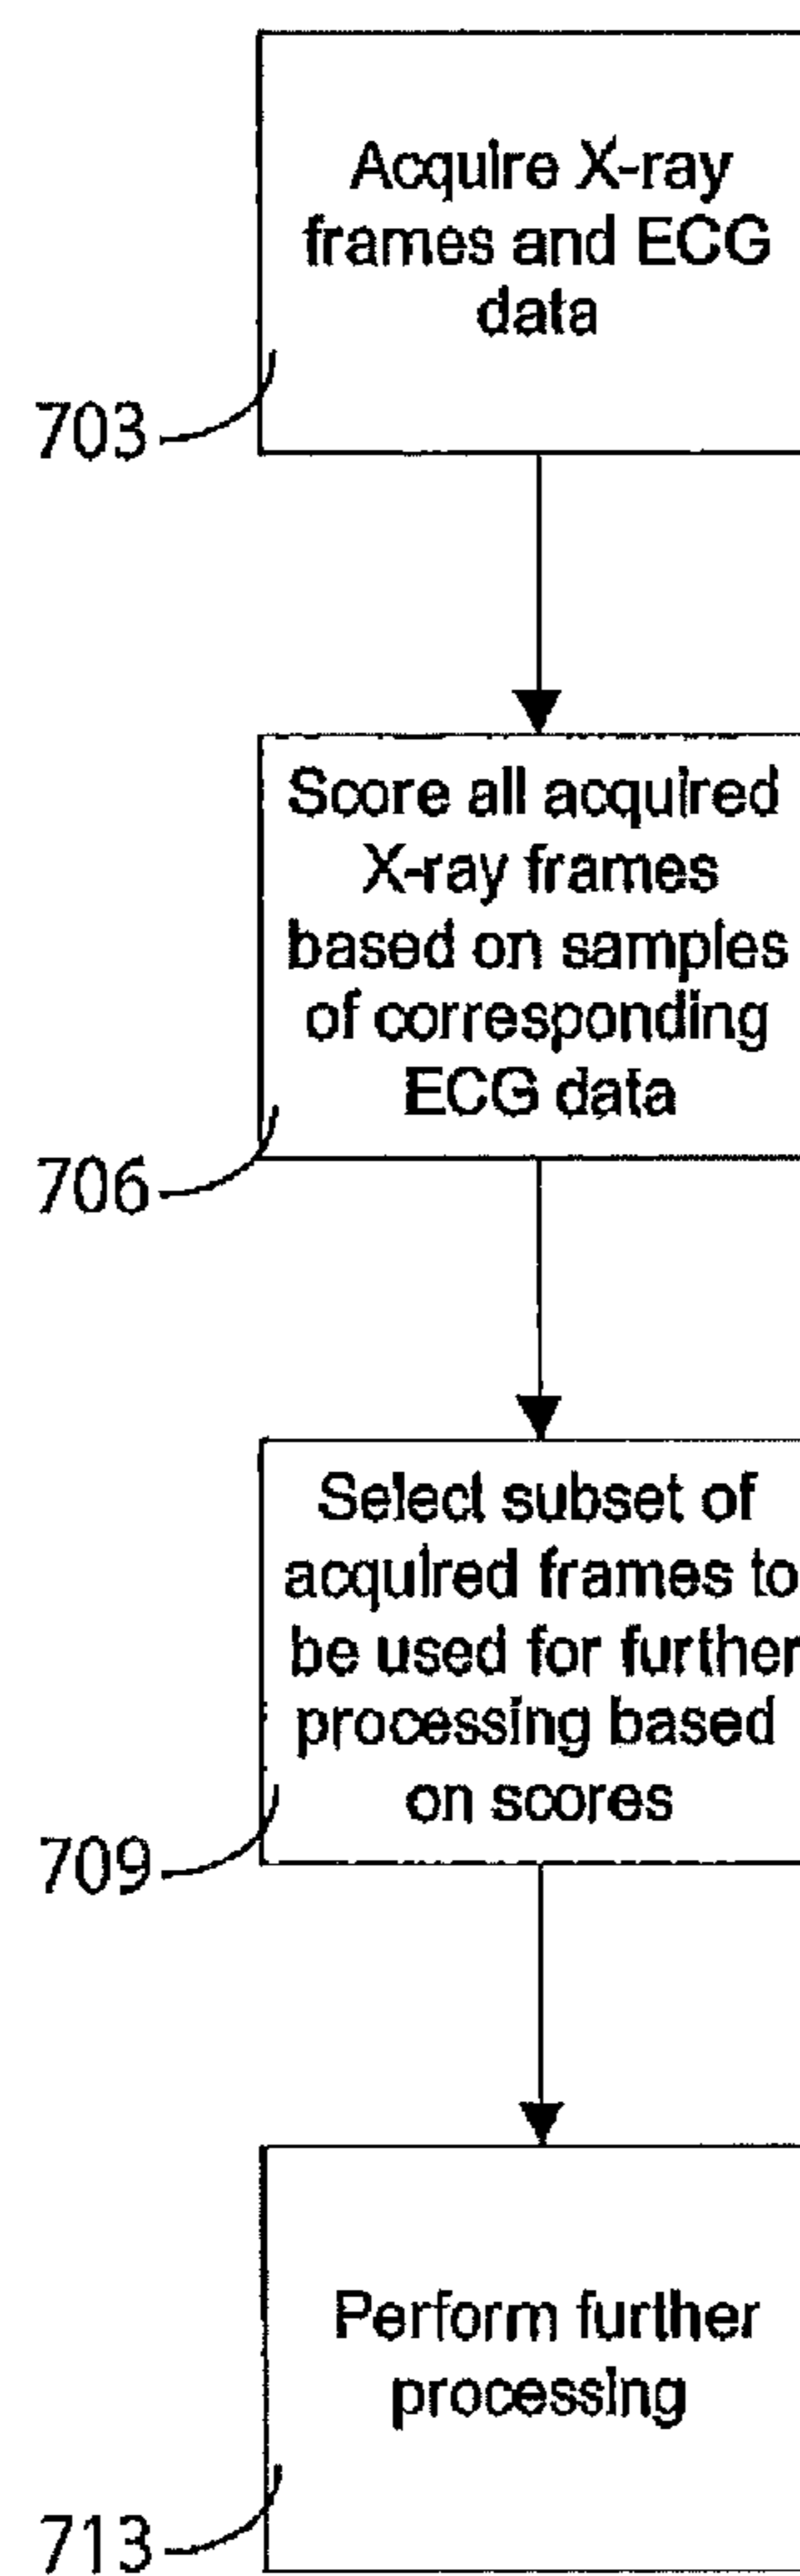 Acquire X-ray
frames and ECG
data
703
Score all acquired
X-ray frames
based on samples
of corresponding
ECG data
706
Select subset of
acquired frames to
be used for further
processing based
on scores
709
Perform further
processing
713